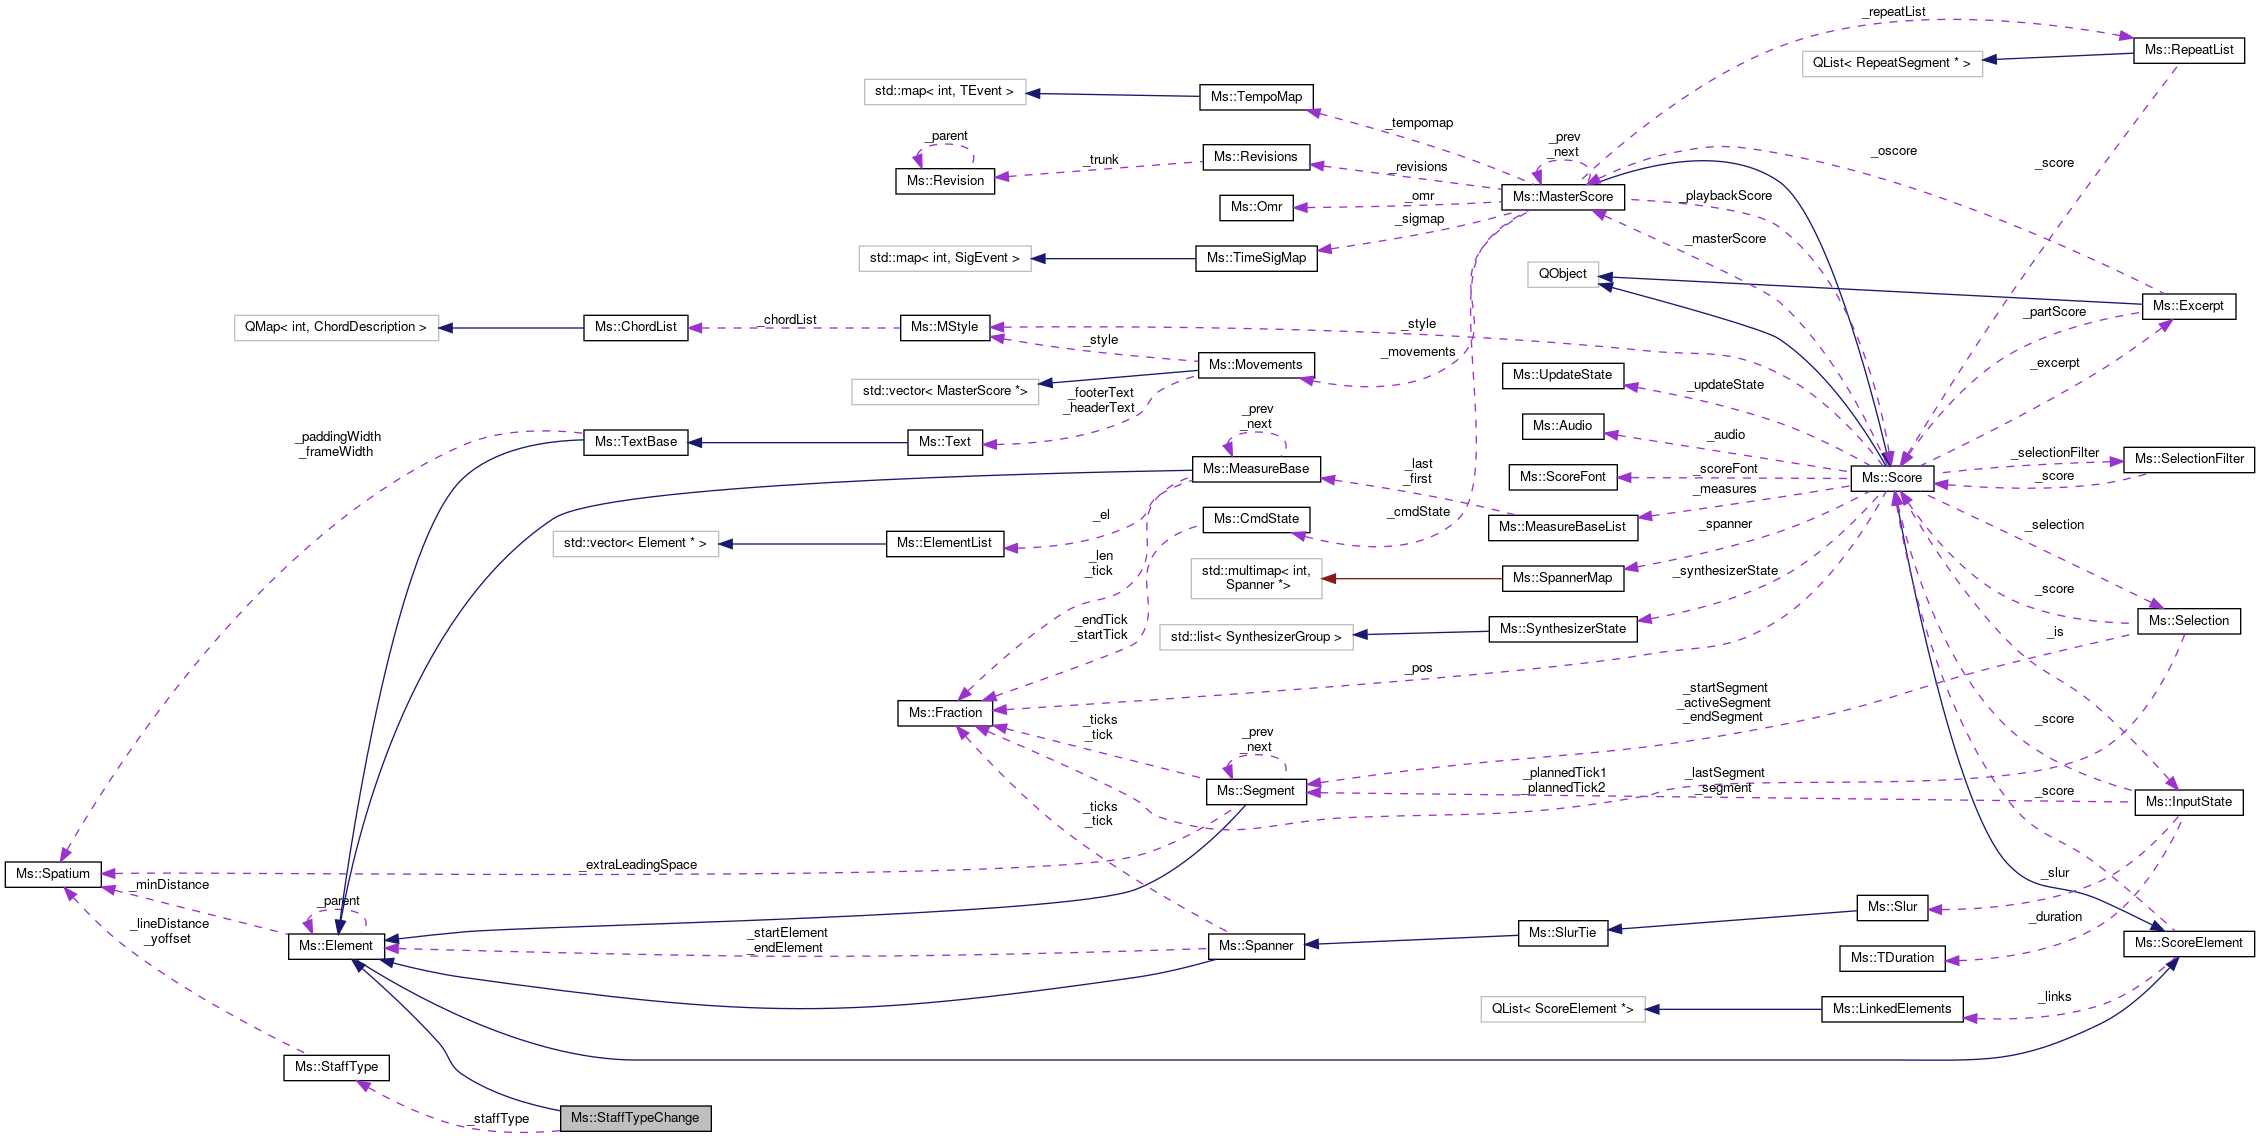 _repeatList
Ms::RepeatList
QList< RepeatSegment * >
std::map< int, TEvent >
Ms::TempoMap
_tempomap
_parent
_prev
_next
_oscore
_trunk
Ms::Revisions
_revisions
_score
Ms::Revision
Ms::MasterScore
_playbackScore
Ms::Omr
_omr
_sigmap
_masterScore
std::map< int, SigEvent >
Ms::TimeSigMap
QObject
Ms::Excerpt
_partScore
QMap< int, ChordDescription >
Ms::ChordList
_chordList
Ms::MStyle
_style
_style
_movements
Ms::Movements
_excerpt
Ms::UpdateState
_updateState
std::vector< MasterScore *>
_footerText
_headerText
_prev
_next
Ms::Audio
_audio
_paddingWidth
_frameWidth
Ms::TextBase
Ms::Text
_selectionFilter
Ms::SelectionFilter
Ms::MeasureBase
_last
_first
Ms::ScoreFont
_scoreFont
Ms::Score
_score
_measures
_el
Ms::CmdState
_cmdState
Ms::MeasureBaseList
_spanner
_selection
std::vector< Element * >
Ms::ElementList
_len
_tick
std::multimap< int,
Spanner *>
Ms::SpannerMap
_synthesizerState
_score
_endTick
_startTick
std::list< SynthesizerGroup >
Ms::SynthesizerState
_is
Ms::Selection
_pos
_startSegment
_activeSegment
_endSegment
Ms::Fraction
_ticks
_tick
_prev
_next
_score
_plannedTick1
_plannedTick2
_lastSegment
_segment
Ms::Segment
_score
Ms::InputState
_ticks
_tick
_extraLeadingSpace
Ms::Spatium
_minDistance
_parent
_slur
_lineDistance
_yoffset
Ms::Slur
_duration
Ms::Element
_startElement
_endElement
Ms::Spanner
Ms::SlurTie
Ms::ScoreElement
Ms::TDuration
_links
QList< ScoreElement *>
Ms::LinkedElements
Ms::StaffType
_staffType
Ms::StaffTypeChange